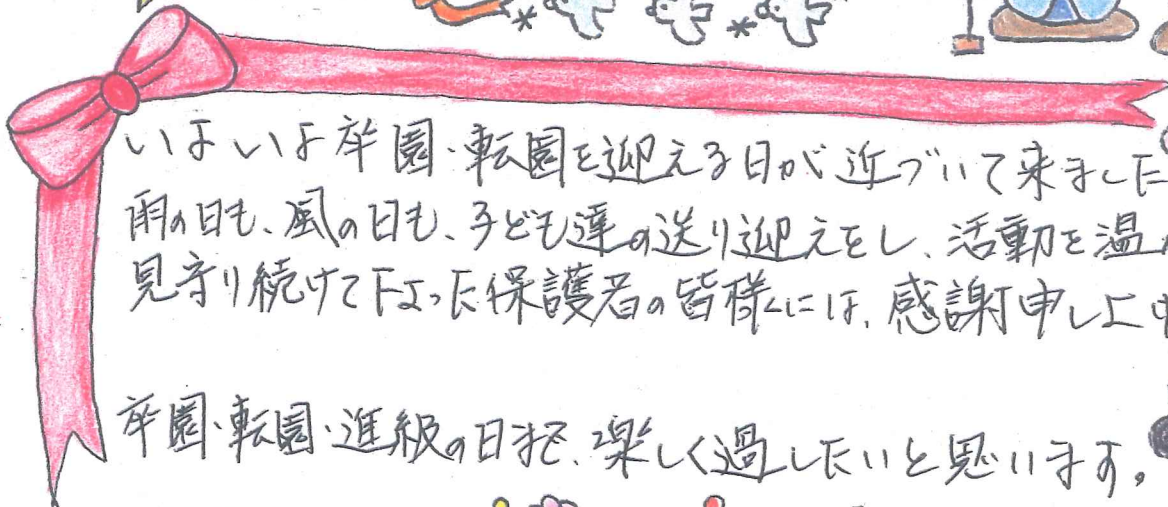 いよいよ卒園・転園を迎える日が近づいて来ました
雨の日も、風の日も、子ども達の送り迎えをし、活動を温
見守り続けて下さった保護者の皆様には、感謝申し上
卒園・転園・進級の日まで、楽しく過したいと思います。